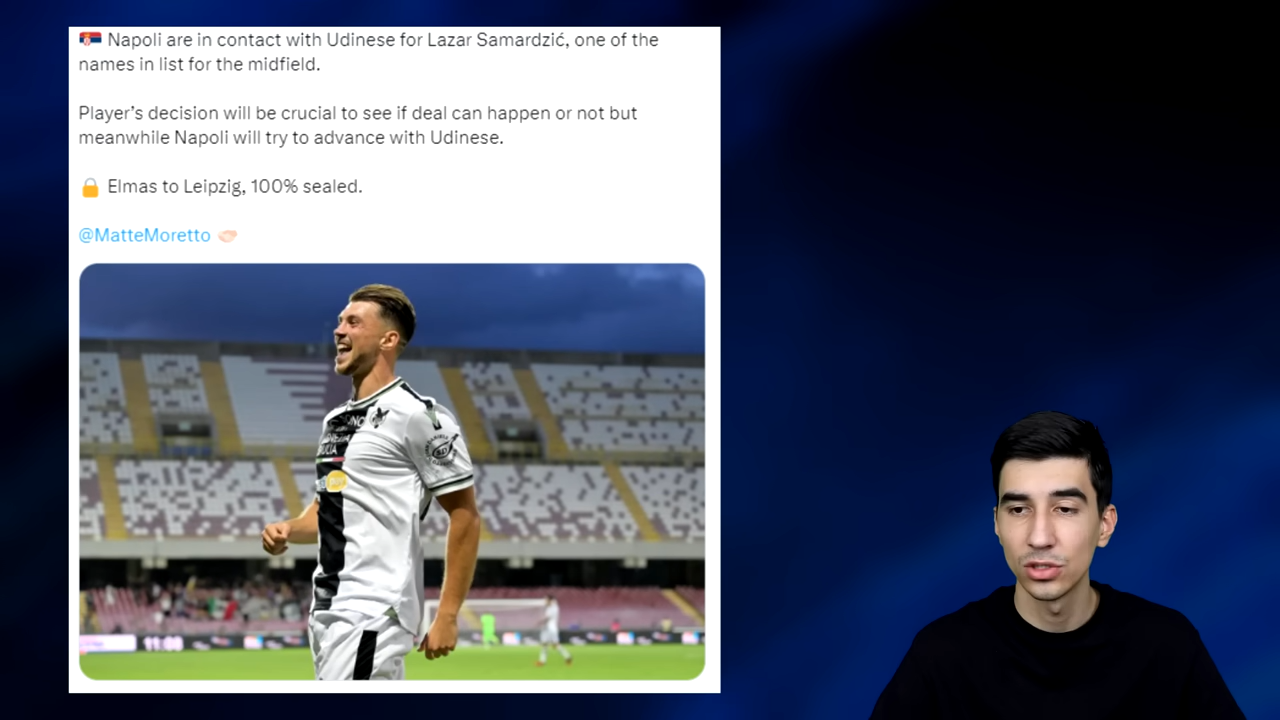 Napoli are in contact with Udinese for Lazar Samardzić, one of the
names in list for the midfield.
Player’s decision will be crucial to see if deal can happen or not but
meanwhile Napoli will try to advance with Udinese.
Elmas to Leipzig, 100% sealed.
@MatteMoretto